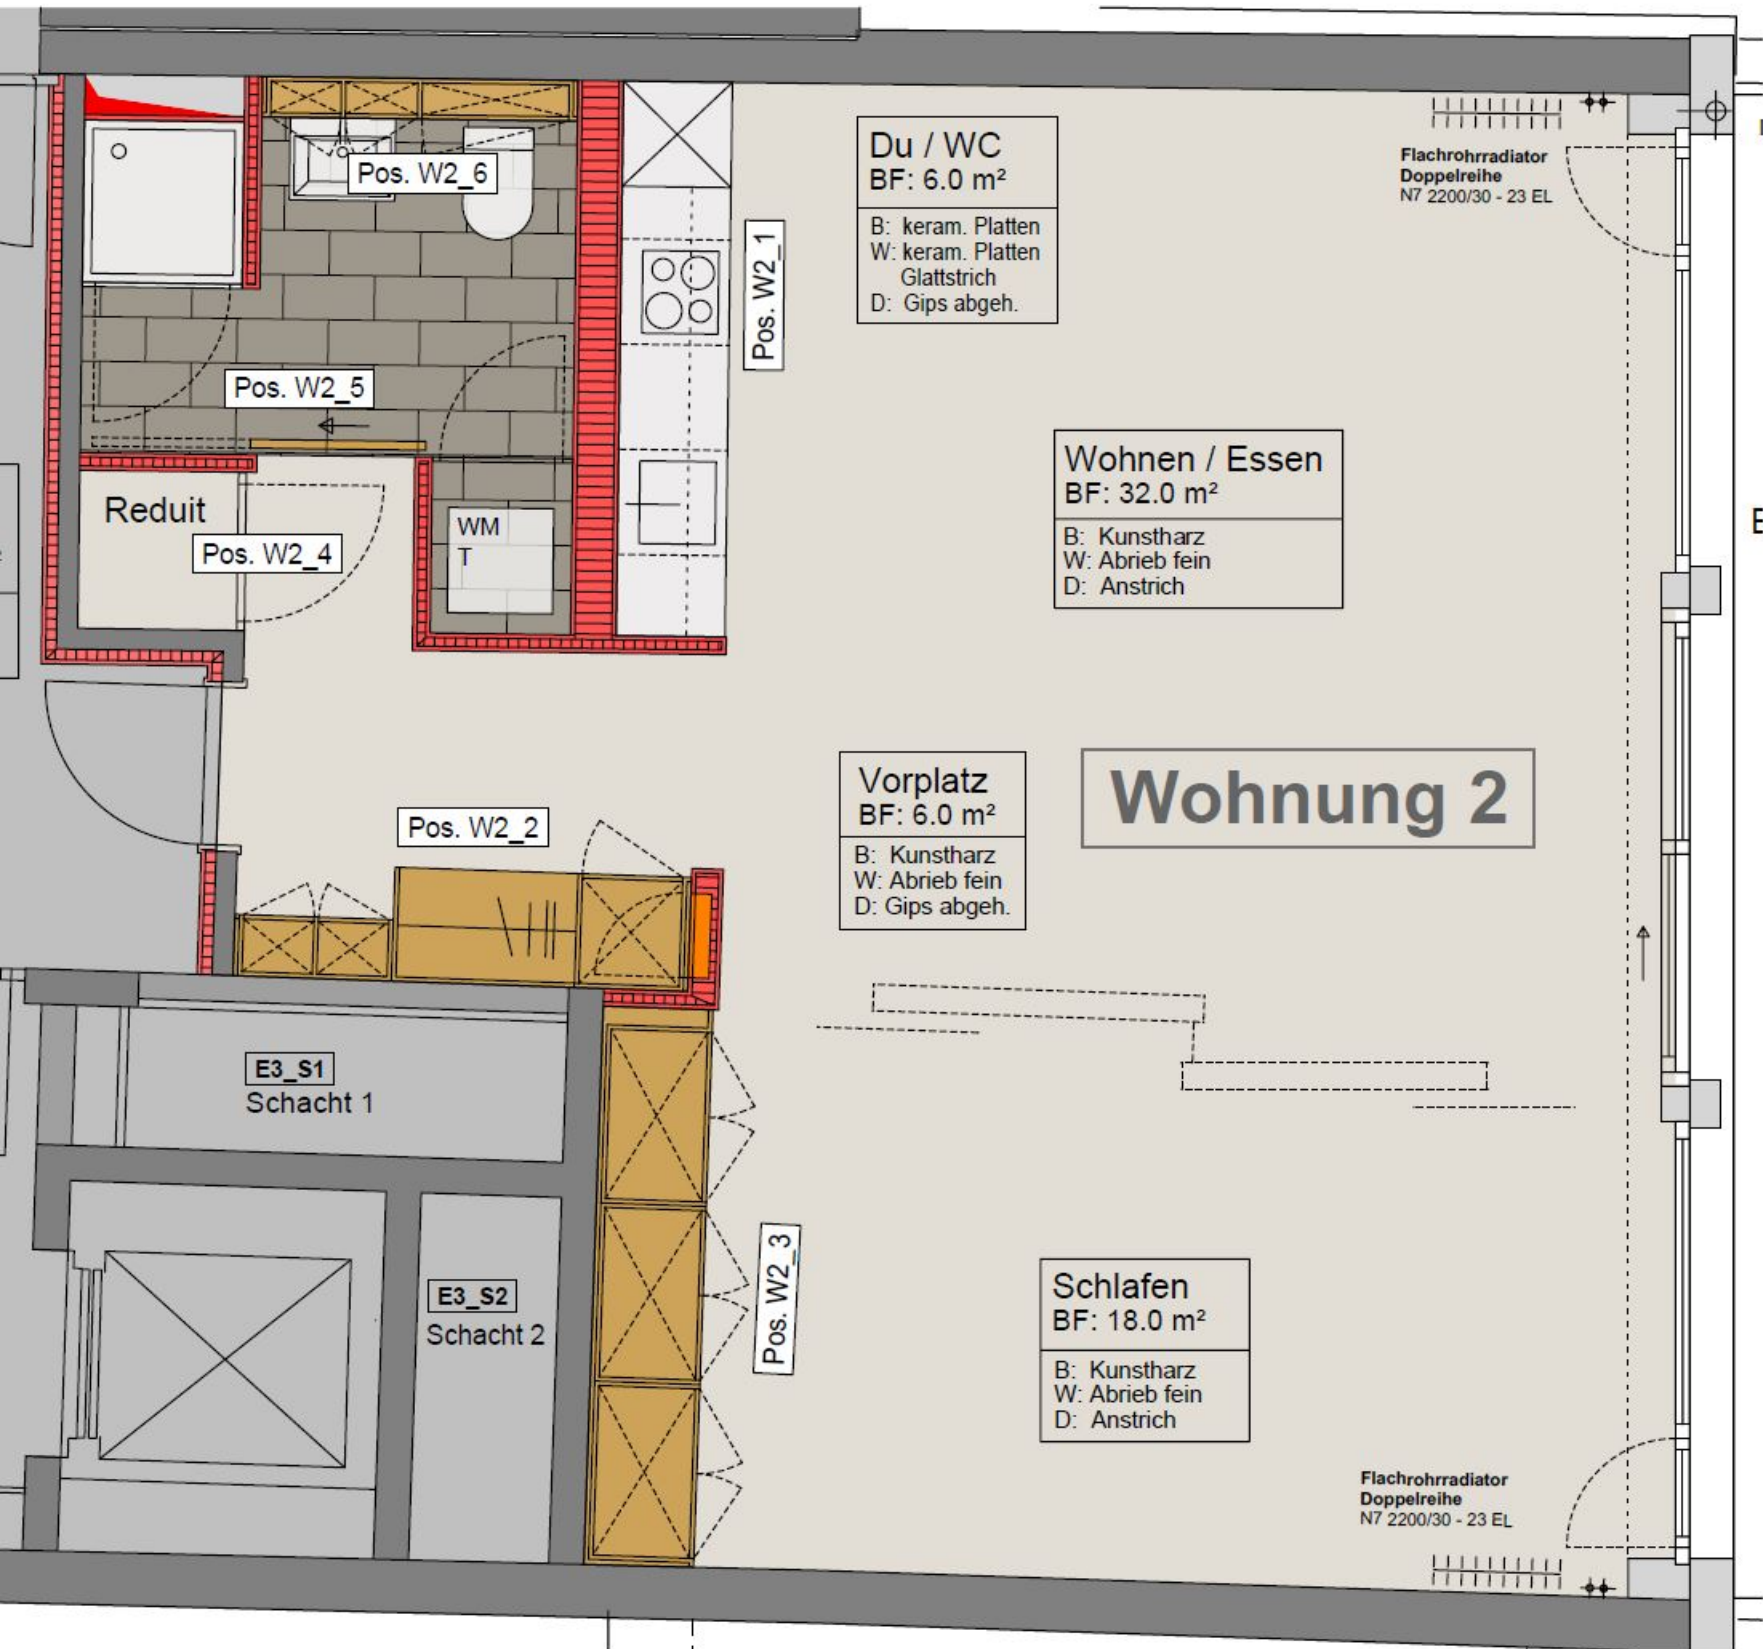 Pos. W2_6
Du / WC
BF: 6.0 m²
B: keram. Platten
W: keram. Platten
Glattstrich
D: Gips abgeh.
Flachrohrradiator
Doppelreihe
N7 2200/30 - 23 EL
Pos. W2_1
Pos. W2_5
Wohnen / Essen
BF: 32.0 m²
B: Kunstharz
W: Abrieb fein
D: Anstrich
Reduit
Pos. W2_4
WM
T
Vorplatz
BF: 6.0 m²
B: Kunstharz
W: Abrieb fein
D: Gips abgeh.
Wohnung 2
Pos. W2_2
E3_S1
Schacht 1
E3_S2
Schacht 2
Pos. W2_3
Schlafen
BF: 18.0 m²
B: Kunstharz
W: Abrieb fein
D: Anstrich
Flachrohrradiator
Doppelreihe
N7 2200/30 - 23 EL